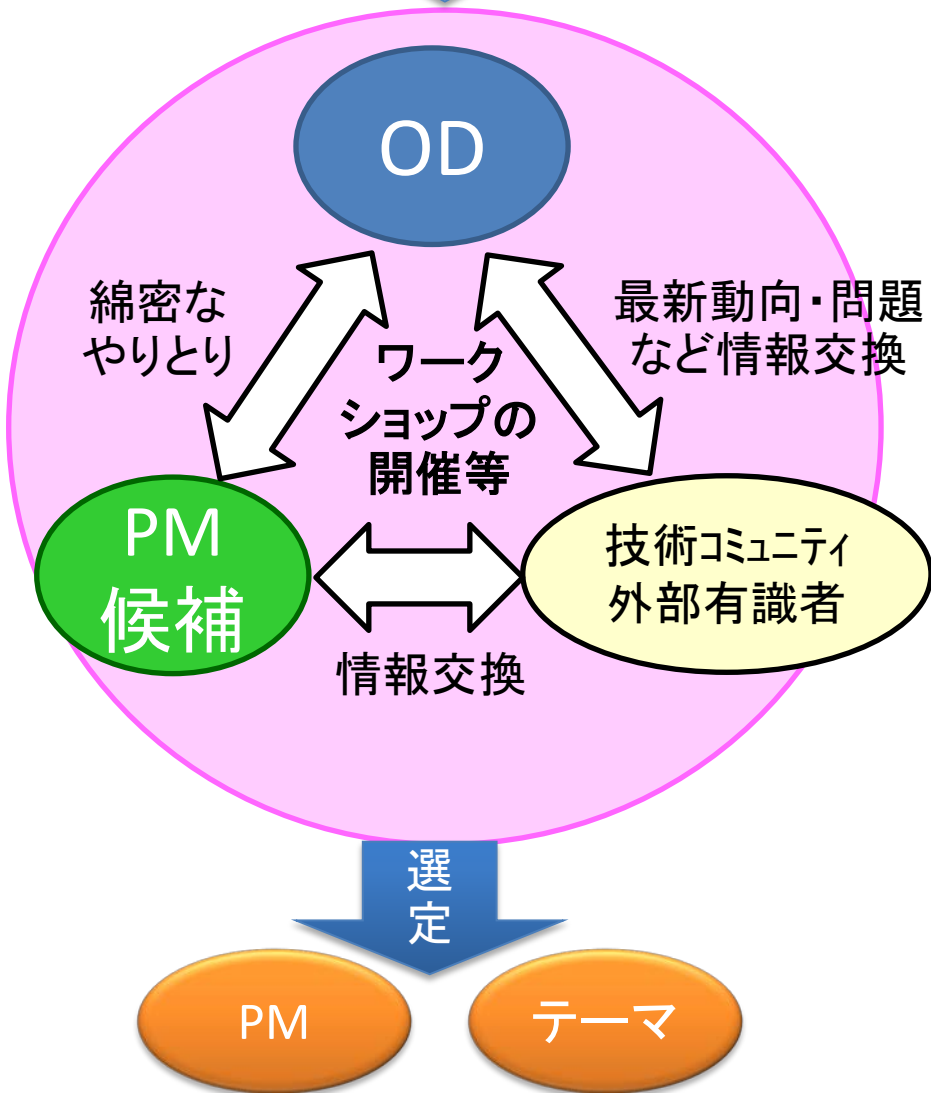 OD
綿密な
やりとり
最新動向・問題
など情報交換
ワーク
ショップの
開催等
PM
候補
技術コミュニティ
外部有識者
情報交換
選
定
PM
テーマ